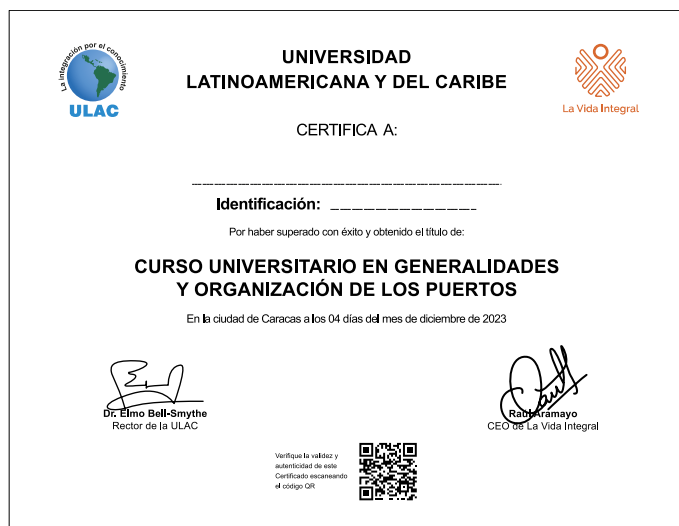 La integración por el conocimiento
ULAC
UNIVERSIDAD
LATINOAMERICANA Y DEL CARIBE
La Vida Integral
CERTIFICA A:
Identificación:
Por haber superado con éxito y obtenido el título de:
CURSO UNIVERSITARIO EN GENERALIDADES
Y ORGANIZACIÓN DE LOS PUERTOS
En la ciudad de Caracas a los 04 días del mes de diciembre de 2023
Dr. Elmo Bell-Smythe
Rector de la ULAC
Raúl Aramayo
CEO de La Vida Integral
Verifique la validez y
autenticidad de este
Certificado escaneando
el código QR